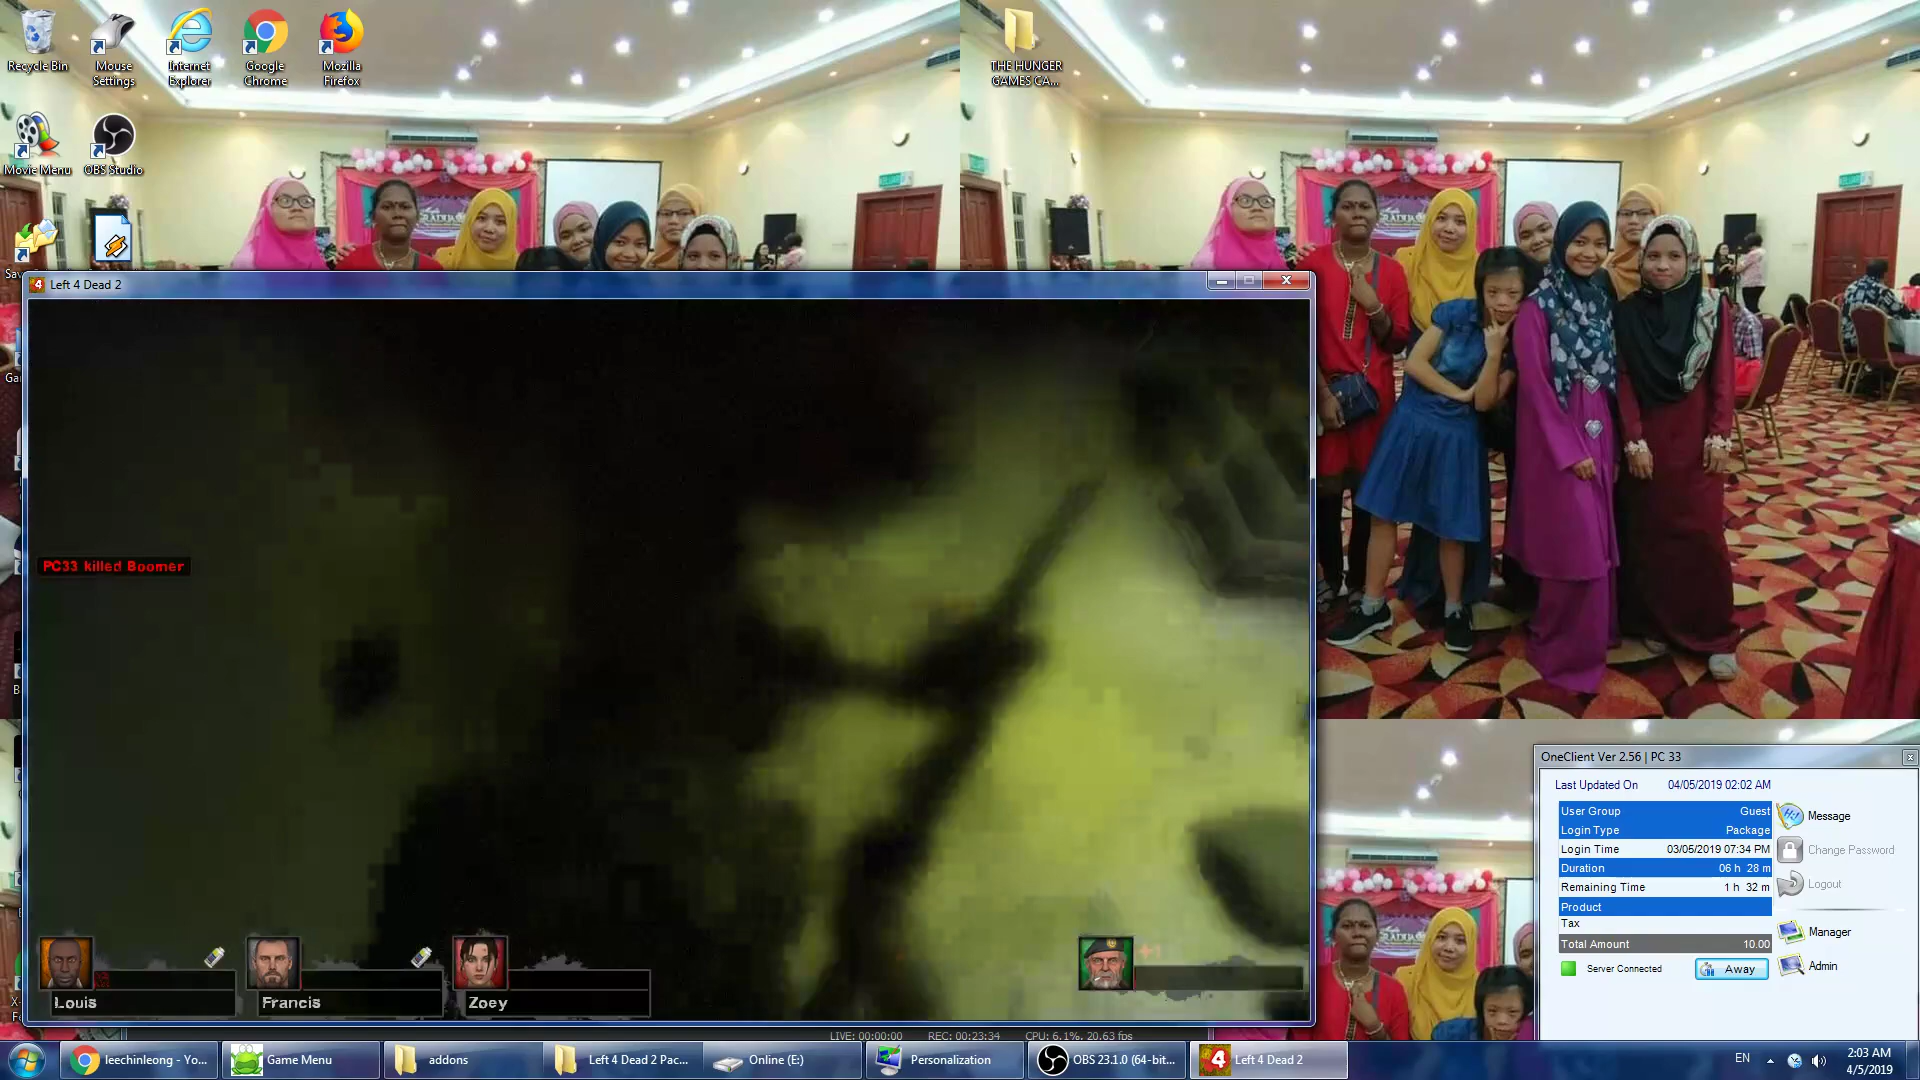 Recycle Bin
Mouse
Settings
Internet
Explorer
Google
Chrome
Mozilla
Firefox
THE HUNGER
GAMES CA...
Movie Menu
OBS Studio
Left 4 Dead 2
PC33 killed Boomer
Louis
Francis
Zoey
OneClient Ver 2.56 | PC 33
Last Updated On 04/05/2019 02:02 AM
User Group Guest
Login Type Package
Login Time 03/05/2019 07:34 PM
Duration 06 h 28 m
Remaining Time 1 h 32 m
Product
Tax
Total Amount 10.00
Server Connected
Away
Message
Change Password
Logout
Manager
Admin
LIVE: 00:00:00 REC: 00:23:34 CPU: 6.1%, 20.63 fps
leechinleong - Yo...
Game Menu
addons
Left 4 Dead 2 Pac...
Online (E:)
Personalization
OBS 23.1.0 (64-bit...
Left 4 Dead 2
EN
2:03 AM
4/5/2019